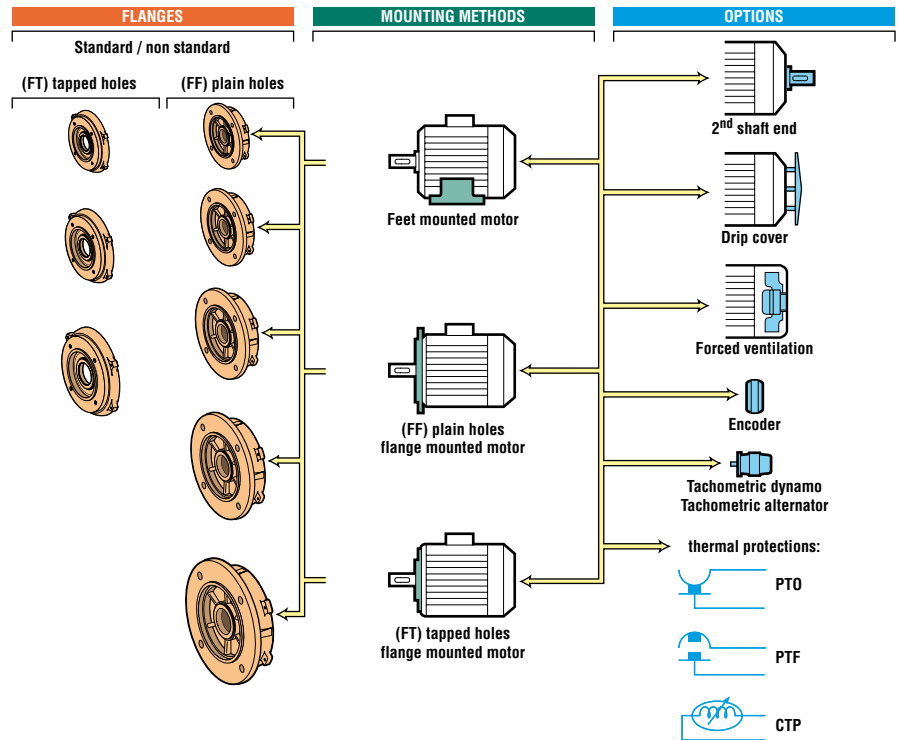 FLANGES
Standard / non standard
(FT) tapped holes
(FF) plain holes
MOUNTING METHODS
Feet mounted motor
(FF) plain holes
flange mounted motor
(FT) tapped holes
flange mounted motor
OPTIONS
2nd shaft end
Drip cover
Forced ventilation
Encoder
Tachometric dynamo
Tachometric alternator
thermal protections:
PTO
PTF
CTP